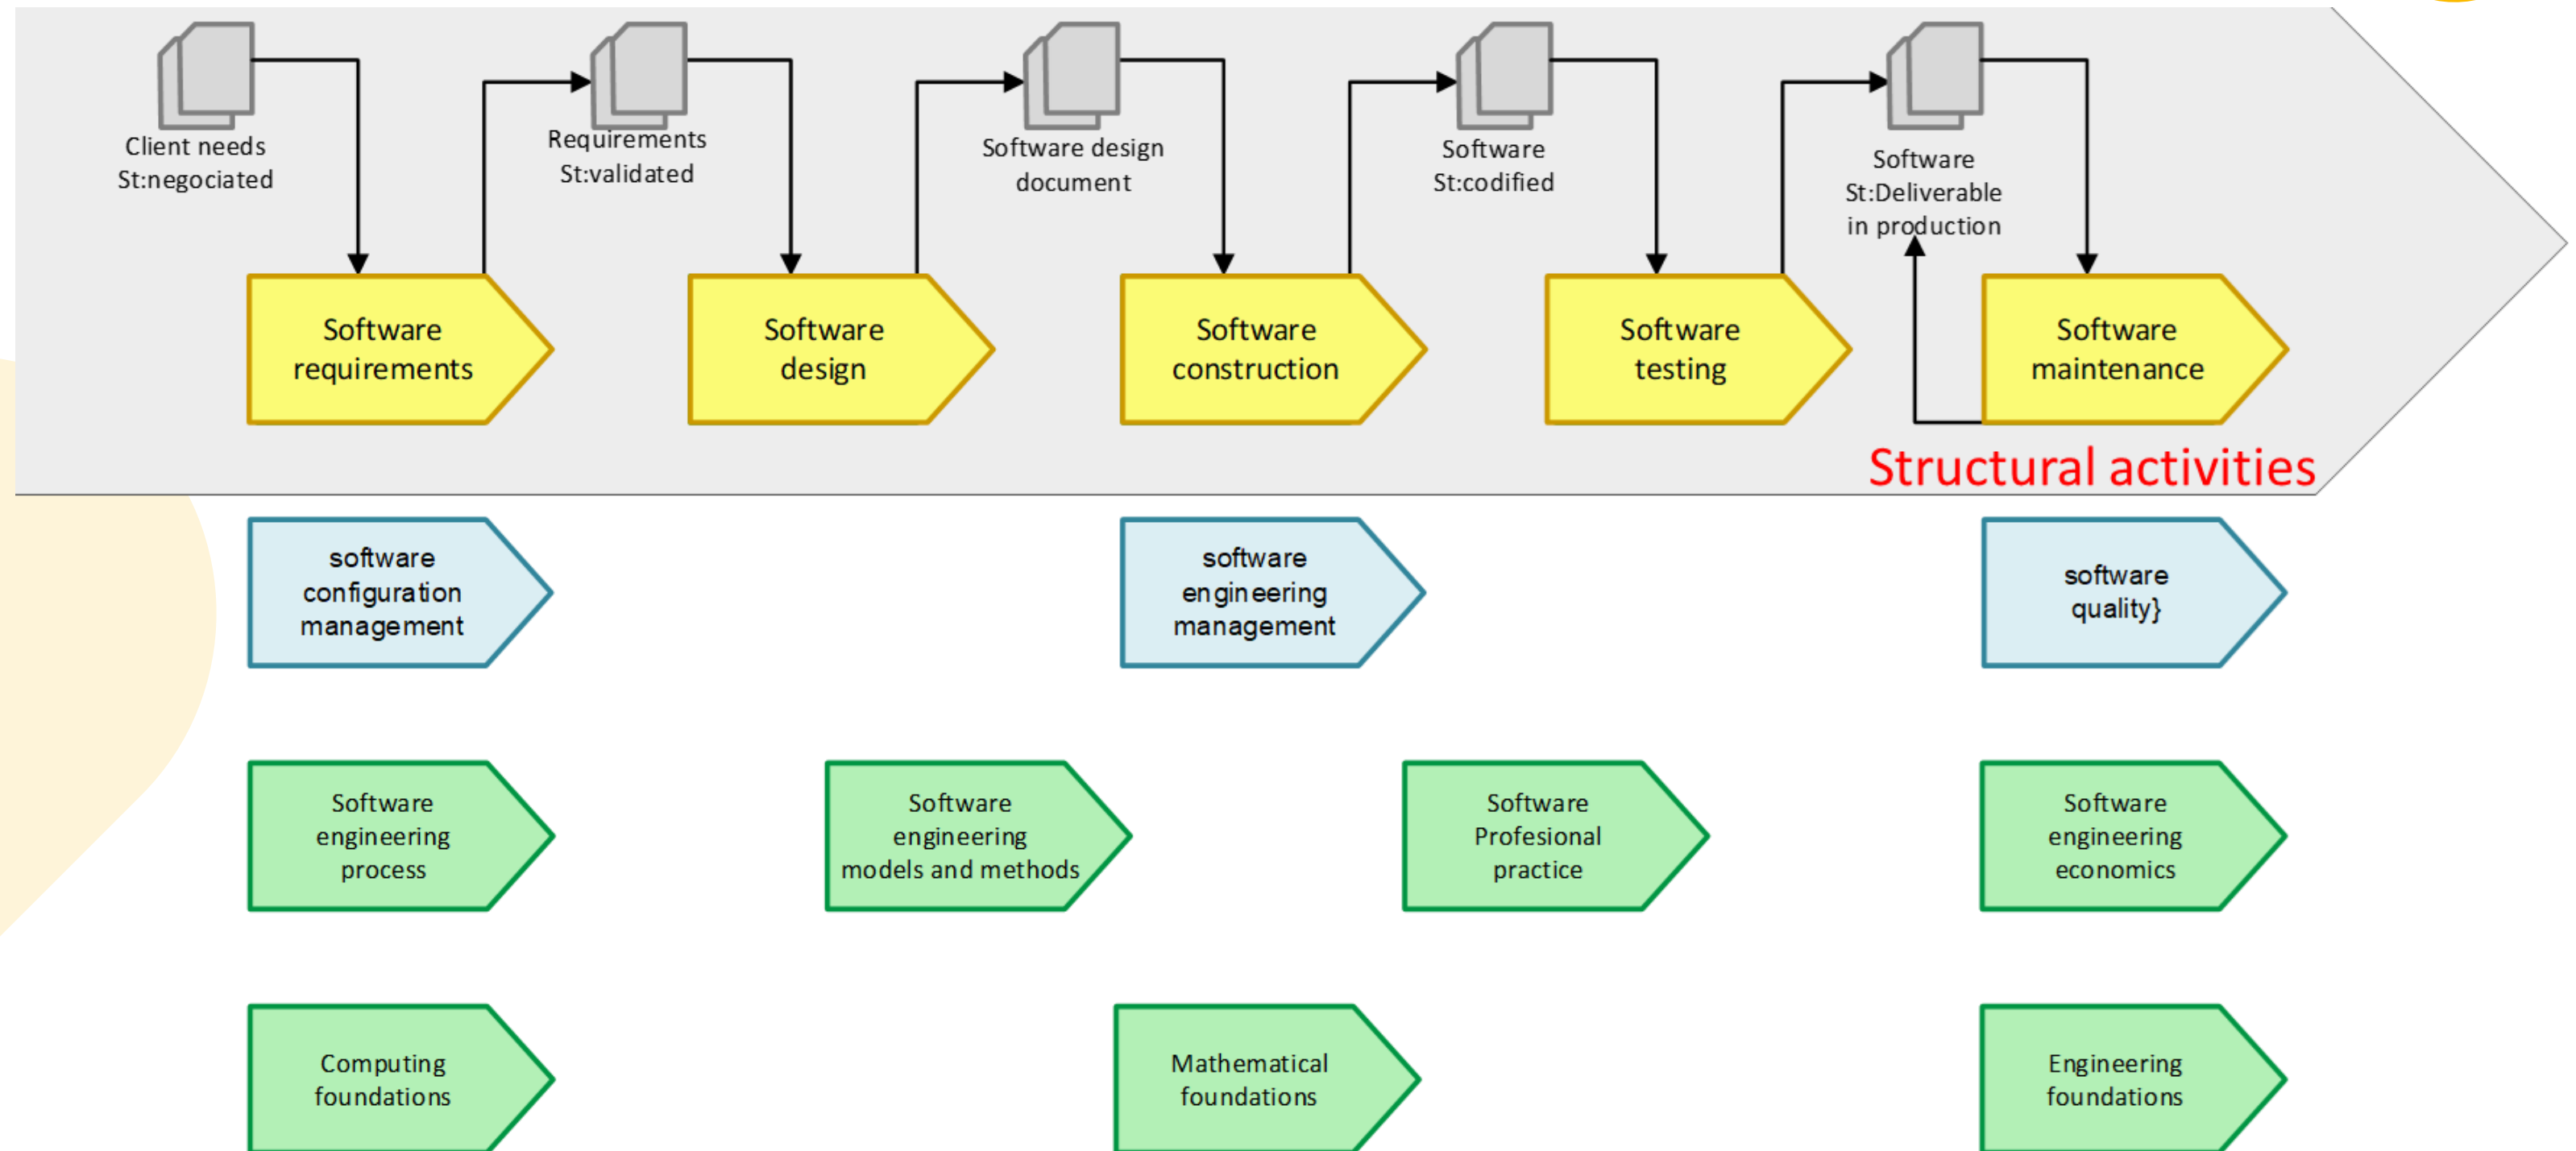 Client needs
St:negociated
Requirements
St:validated
Software design
document
Software
St:codified
Software
St:Deliverable
in production
Software
requirements
Software
design
Software
construction
Software
testing
Software
maintenance
Structural activities
software
configuration
management
software
engineering
management
software
quality}
Software
engineering
process
Software
engineering
models and methods
Software
Profesional
practice
Software
engineering
economics
Computing
foundations
Mathematical
foundations
Engineering
foundations